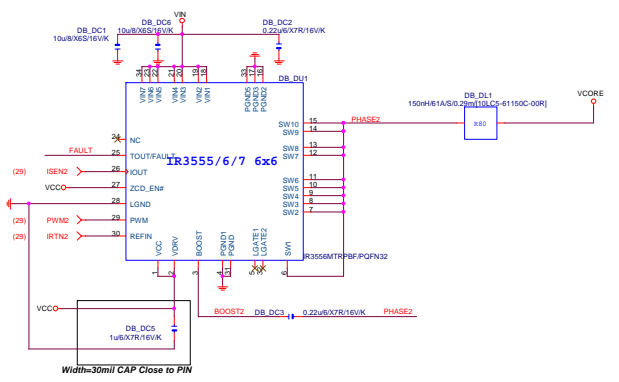 VIN
DB_DC1
10u/8/X6S/16V/K
DB_DC6
10u/8/X6S/16V/K
DB_DC2
0.22u/6/X7R/16V/K
34
23
22
21
20
19
18
33
17
16
VIN7
VIN6
VIN5
VIN4
VIN3
VIN2
VIN1
PGND5
PGND3
PGND2
DB_DU1
DB_DL1
150nH/61A/S/0.29m/[10LC5-61150C-00R]
VCORE
SW10
15
PHASE2
SW9
14
SW8
13
SW7
12
SW6
11
SW5
10
SW4
9
SW3
8
SW2
7
24
NC
FAULT
25
TOUT/FAULT
IR3555/6/7 6x6
(29)
ISEN2
26
IOUT
VCC
27
ZCD_EN#
28
LGND
(29)
PWM2
29
PWM
(29)
IRTN2
30
REFIN
VCC
VDRV
BOOST
PGND1
PGND
LGATE1
LGATE2
SW1
IR3556MTRPBF/PQFN32
1
2
3
4
31
5
6
VCC
DB_DC5
1u/6/X7R/16V/K
BOOST2
DB_DC3
0.22u/6/X7R/16V/K
PHASE2
Width=30mil CAP Close to PIN